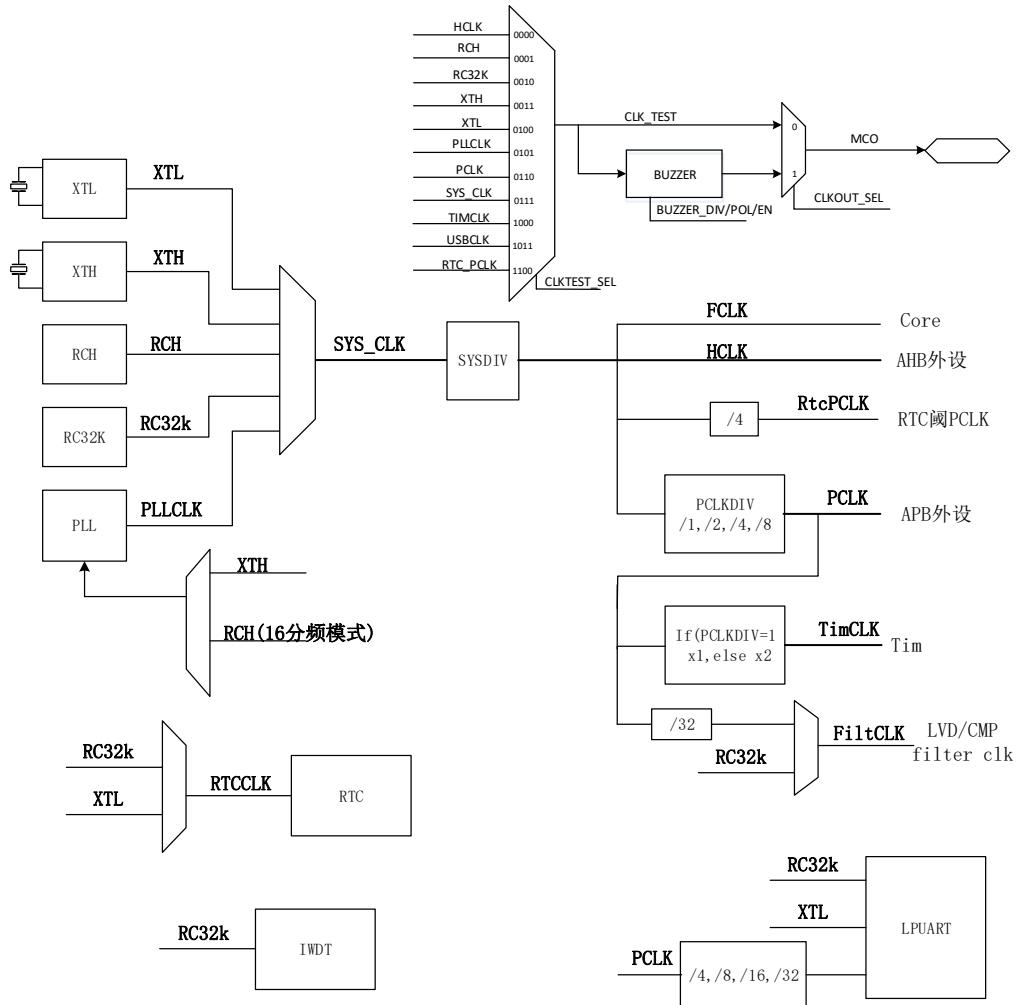 HCLK
0000
RCH
0001
RC32K
0010
XTH
0011
XTL
0100
PLLCLK
0101
PCLK
0110
SYS_CLK
0111
TIMCLK
1000
USBCLK
1011
RTC_PCLK
1100
CLKTEST_SEL
CLK_TEST
BUZZER
BUZZER_DIV/POL/EN
0
1
MCO
CLKOUT_SEL
XTL
XTL
XTH
XTH
RCH
RCH
RC32K
RC32k
PLL
PLLCLK
XTH
RCH(16分频模式)
SYS_CLK
SYSDIV
FCLK
Core
HCLK
AHB外设
/4
RtcPCLK
RTC阈PCLK
PCLKDIV
/1,/2,/4,/8
PCLK
APB外设
If(PCLKDIV=1
x1,else x2
TimCLK
Tim
/32
RC32k
FiltCLK
LVD/CMP
filter clk
RC32k
XTL
RTCCLK
RTC
RC32k
IWDT
RC32k
XTL
PCLK
/4,/8,/16,/32
LPUART